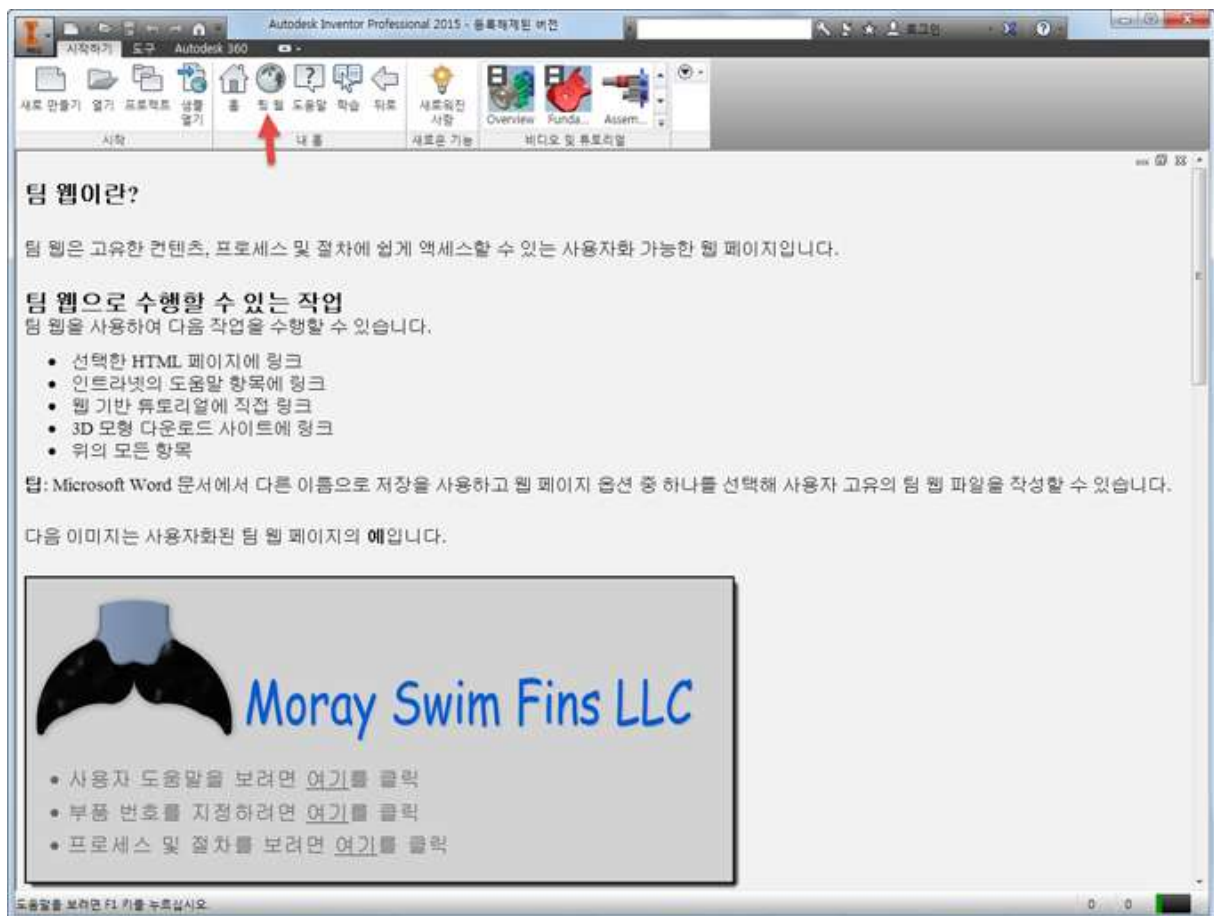 Autodesk Inventor Professional 2015 - 등록해제된 버전
로그인
시작하기 도구 Autodesk 360
새로 만들기 열기 프로젝트 샘플 열기 홈 팀 웹 도움말 학습 뒤로 새로워진 사항 Overview Funda... Assem...
시작 내 홈 새로운 기능 비디오 및 튜토리얼
팀 웹이란?
팀 웹은 고유한 컨텐츠, 프로세스 및 절차에 쉽게 액세스할 수 있는 사용자화 가능한 웹 페이지입니다.
팀 웹으로 수행할 수 있는 작업
팀 웹을 사용하여 다음 작업을 수행할 수 있습니다.
• 선택한 HTML 페이지에 링크
• 인트라넷의 도움말 항목에 링크
• 웹 기반 튜토리얼에 직접 링크
• 3D 모형 다운로드 사이트에 링크
• 위의 모든 항목
팁: Microsoft Word 문서에서 다른 이름으로 저장을 사용하고 웹 페이지 옵션 중 하나를 선택해 사용자 고유의 팀 웹 파일을 작성할 수 있습니다.
다음 이미지는 사용자화된 팀 웹 페이지의 예입니다.
Moray Swim Fins LLC
• 사용자 도움말을 보려면 여기를 클릭
• 부품 번호를 지정하려면 여기를 클릭
• 프로세스 및 절차를 보려면 여기를 클릭
도움말을 보려면 F1 키를 누르십시오. 0 0